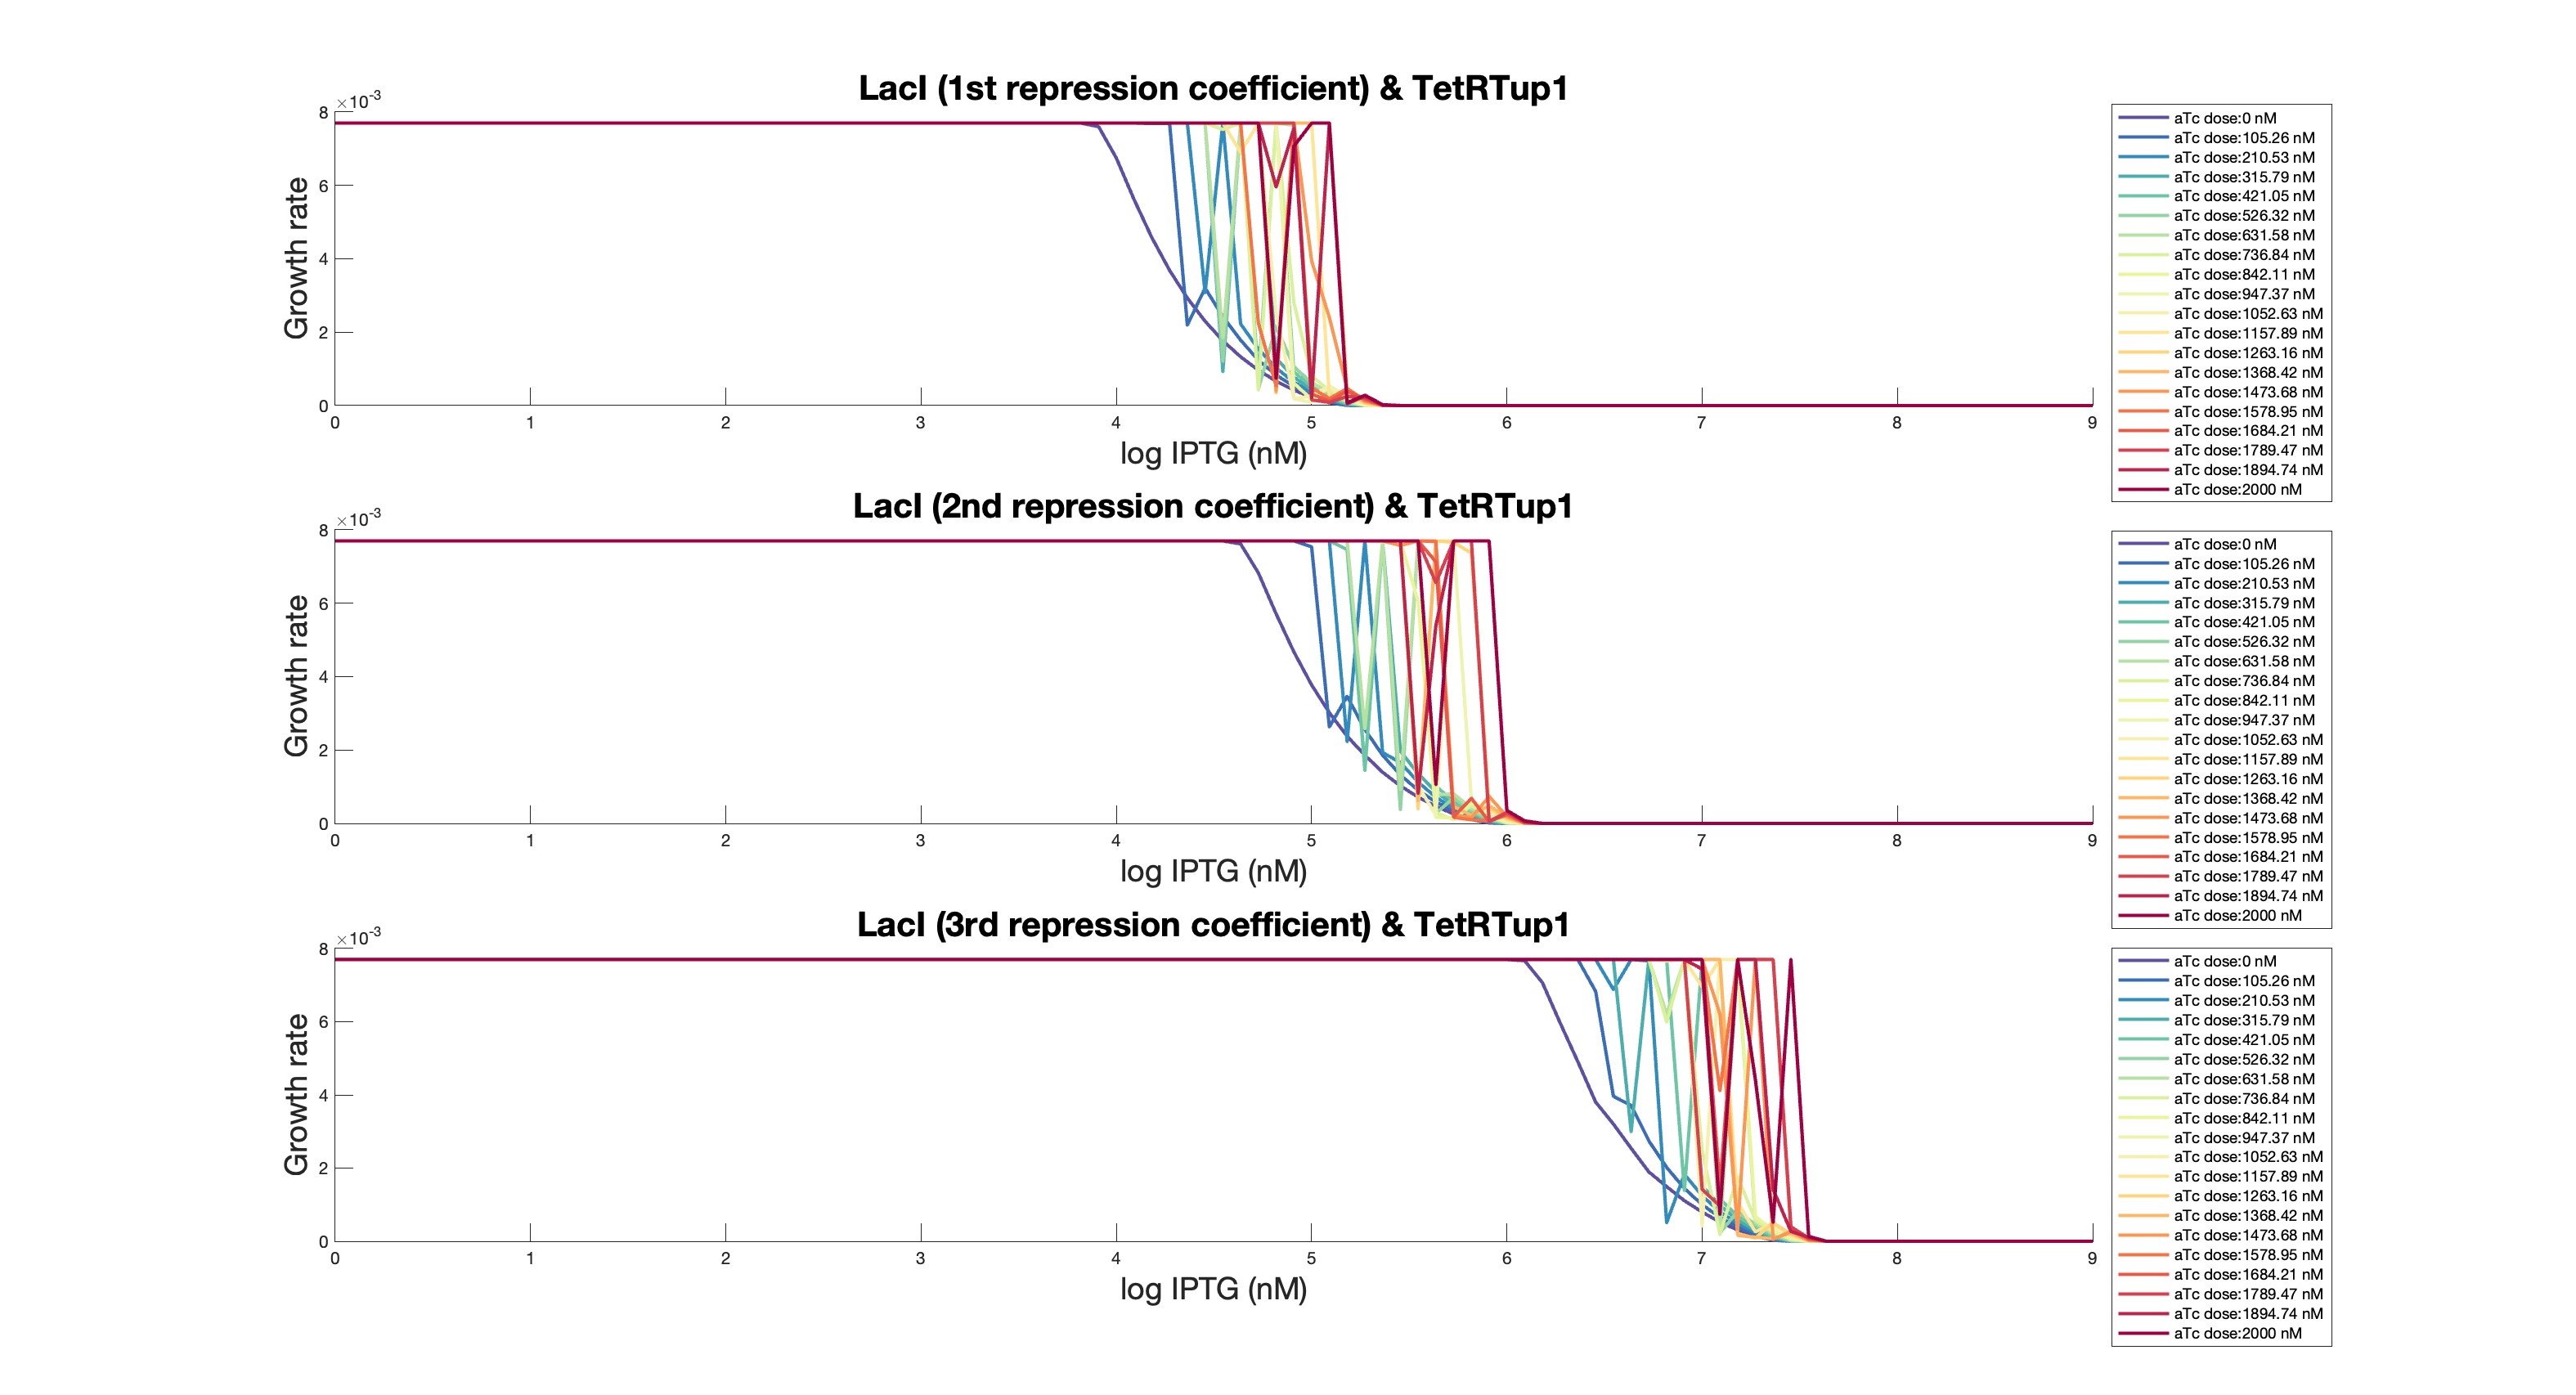 LacI (1st repression coefficient) & TetRTup1
×10-3
8
6
4
2
0
Growth rate
0 1 2 3 4 5 6 7 8 9
log IPTG (nM)
aTc dose:0 nM
aTc dose:105.26 nM
aTc dose:210.53 nM
aTc dose:315.79 nM
aTc dose:421.05 nM
aTc dose:526.32 nM
aTc dose:631.58 nM
aTc dose:736.84 nM
aTc dose:842.11 nM
aTc dose:947.37 nM
aTc dose:1052.63 nM
aTc dose:1157.89 nM
aTc dose:1263.16 nM
aTc dose:1368.42 nM
aTc dose:1473.68 nM
aTc dose:1578.95 nM
aTc dose:1684.21 nM
aTc dose:1789.47 nM
aTc dose:1894.74 nM
aTc dose:2000 nM
LacI (2nd repression coefficient) & TetRTup1
×10-3
8
6
4
2
0
Growth rate
0 1 2 3 4 5 6 7 8 9
log IPTG (nM)
aTc dose:0 nM
aTc dose:105.26 nM
aTc dose:210.53 nM
aTc dose:315.79 nM
aTc dose:421.05 nM
aTc dose:526.32 nM
aTc dose:631.58 nM
aTc dose:736.84 nM
aTc dose:842.11 nM
aTc dose:947.37 nM
aTc dose:1052.63 nM
aTc dose:1157.89 nM
aTc dose:1263.16 nM
aTc dose:1368.42 nM
aTc dose:1473.68 nM
aTc dose:1578.95 nM
aTc dose:1684.21 nM
aTc dose:1789.47 nM
aTc dose:1894.74 nM
aTc dose:2000 nM
LacI (3rd repression coefficient) & TetRTup1
×10-3
8
6
4
2
0
Growth rate
0 1 2 3 4 5 6 7 8 9
log IPTG (nM)
aTc dose:0 nM
aTc dose:105.26 nM
aTc dose:210.53 nM
aTc dose:315.79 nM
aTc dose:421.05 nM
aTc dose:526.32 nM
aTc dose:631.58 nM
aTc dose:736.84 nM
aTc dose:842.11 nM
aTc dose:947.37 nM
aTc dose:1052.63 nM
aTc dose:1157.89 nM
aTc dose:1263.16 nM
aTc dose:1368.42 nM
aTc dose:1473.68 nM
aTc dose:1578.95 nM
aTc dose:1684.21 nM
aTc dose:1789.47 nM
aTc dose:1894.74 nM
aTc dose:2000 nM